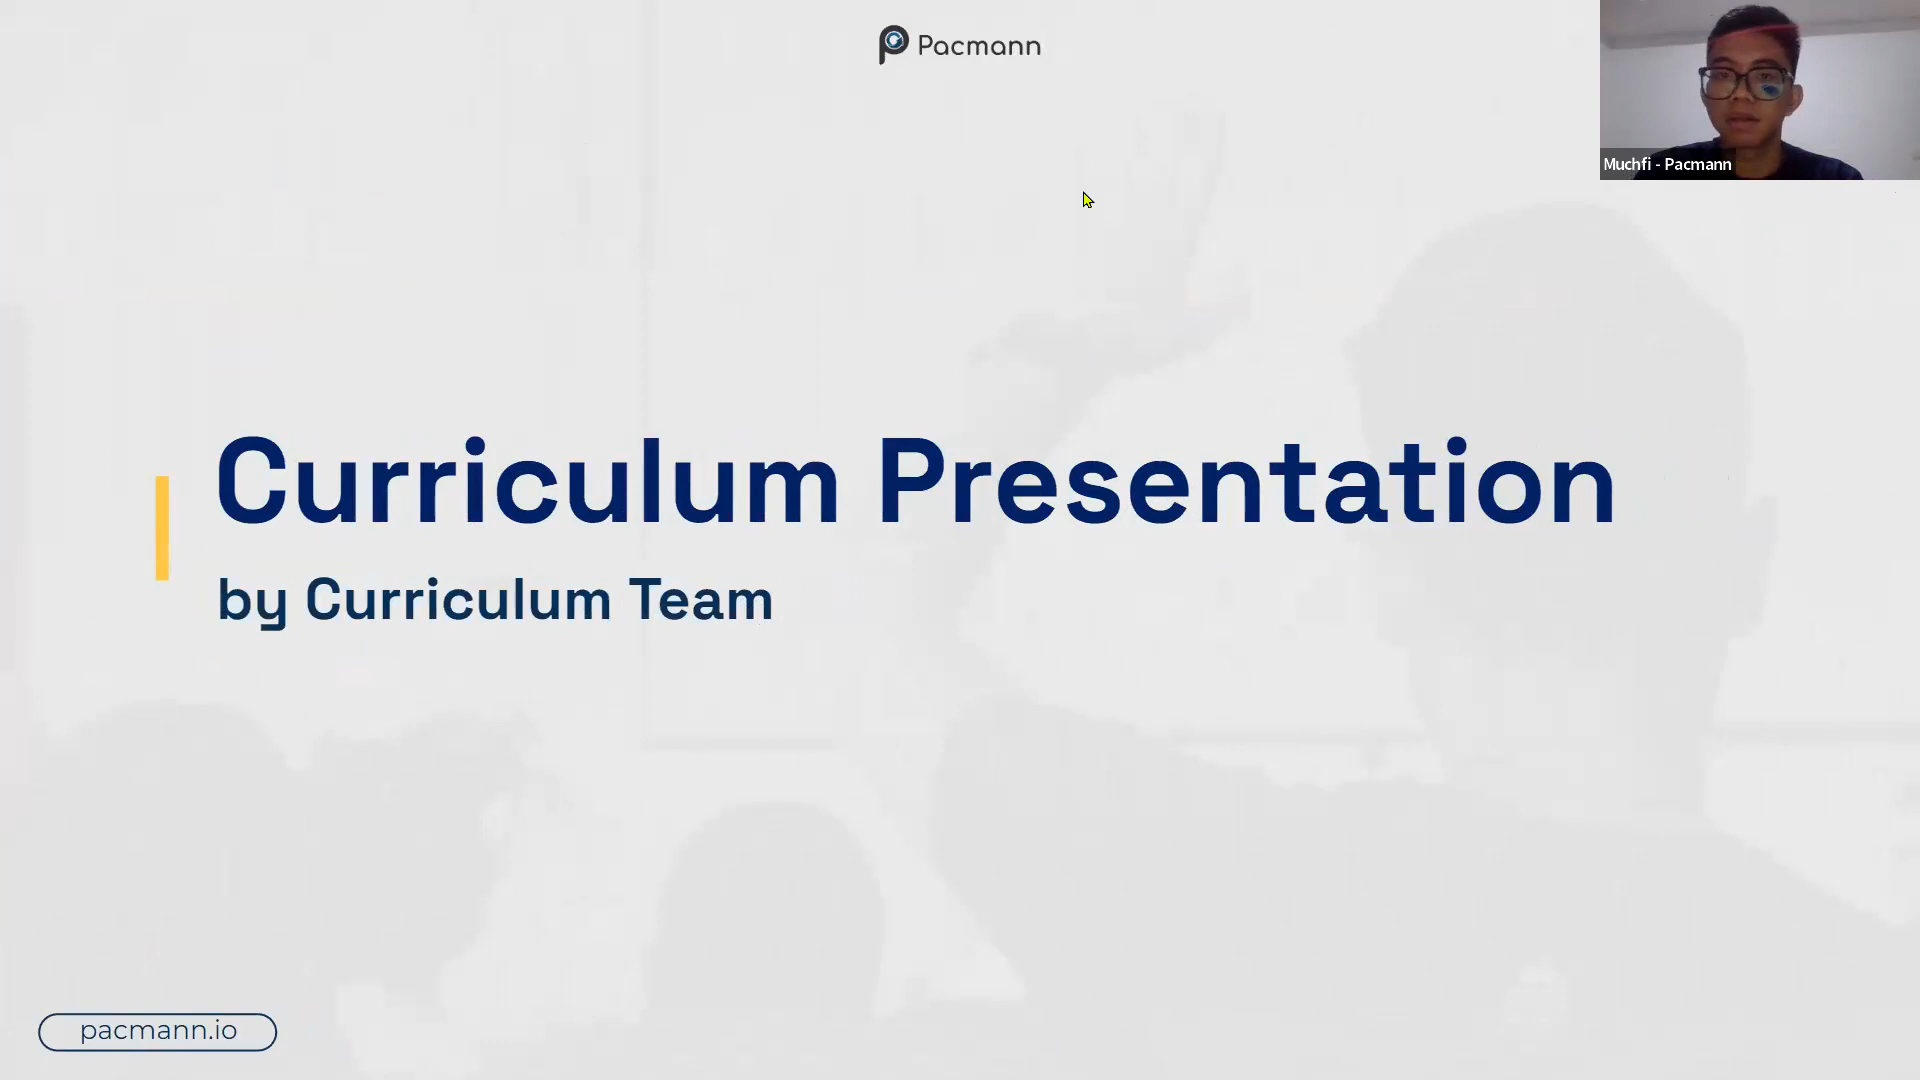 Pacmann
Muchfi - Pacmann
Curriculum Presentation
by Curriculum Team
pacmann.io